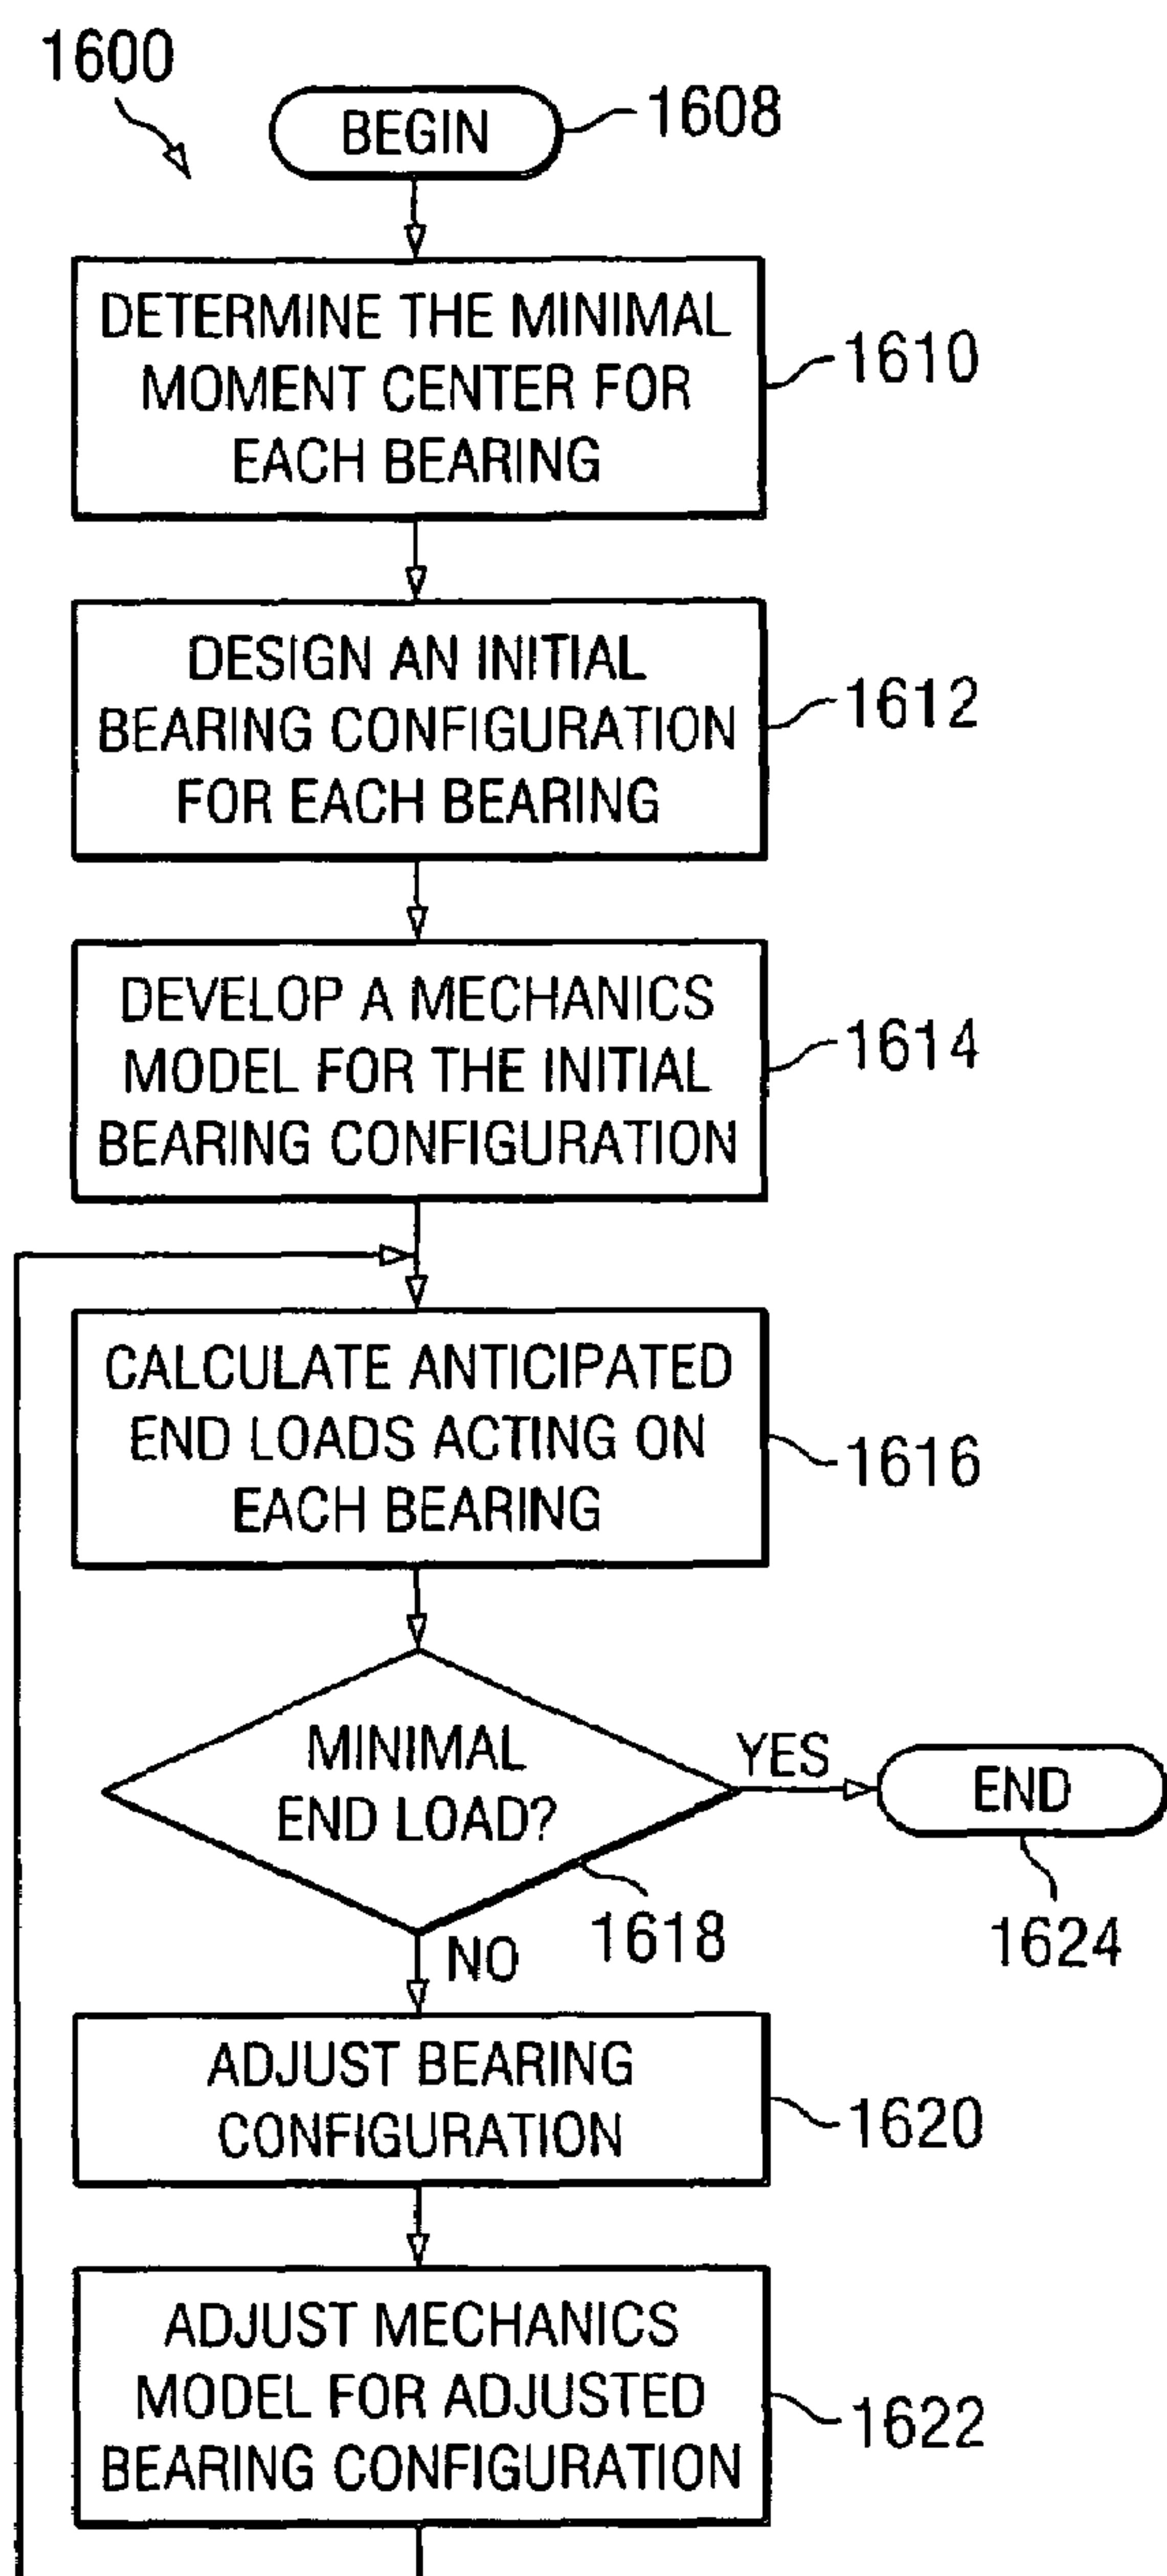 1600
BEGIN
1608
DETERMINE THE MINIMAL
MOMENT CENTER FOR
EACH BEARING
1610
DESIGN AN INITIAL
BEARING CONFIGURATION
FOR EACH BEARING
1612
DEVELOP A MECHANICS
MODEL FOR THE INITIAL
BEARING CONFIGURATION
1614
CALCULATE ANTICIPATED
END LOADS ACTING ON
EACH BEARING
1616
MINIMAL
END LOAD?
1618
YES
END
1624
NO
ADJUST BEARING
CONFIGURATION
1620
ADJUST MECHANICS
MODEL FOR ADJUSTED
BEARING CONFIGURATION
1622